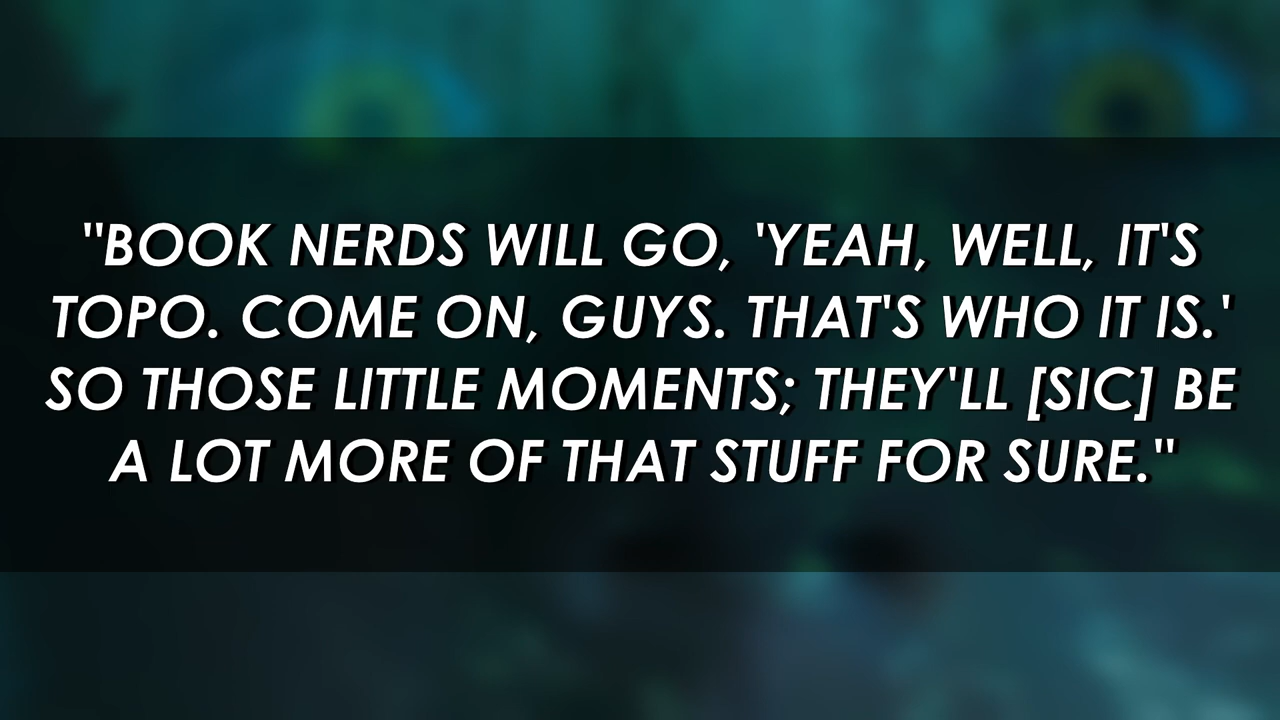 "BOOK NERDS WILL GO, 'YEAH, WELL, IT'S
TOPO. COME ON, GUYS. THAT'S WHO IT IS.'
SO THOSE LITTLE MOMENTS; THEY'LL [SIC] BE
A LOT MORE OF THAT STUFF FOR SURE."